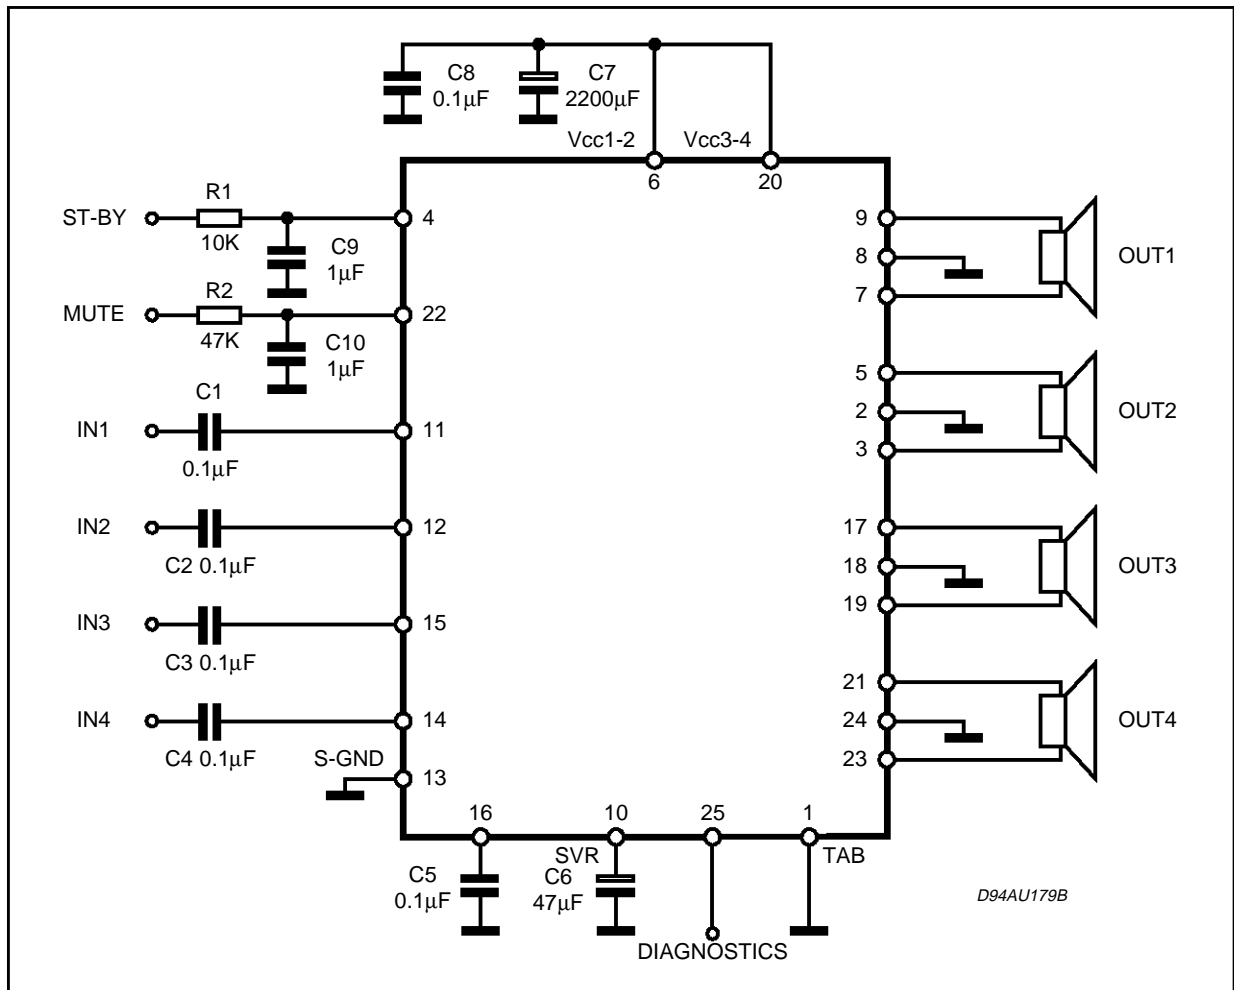 C8
0.1µF
C7
2200µF
Vcc1-2
Vcc3-4
6
20
ST-BY
R1
10K
C9
1µF
4
MUTE
R2
47K
C10
1µF
22
IN1
C1
0.1µF
11
IN2
C2 0.1µF
12
IN3
C3 0.1µF
15
IN4
C4 0.1µF
14
S-GND
13
9
8
7
OUT1
5
2
3
OUT2
17
18
19
OUT3
21
24
23
OUT4
16
10
25
1
C5
0.1µF
SVR
C6
47µF
TAB
DIAGNOSTICS
D94AU179B